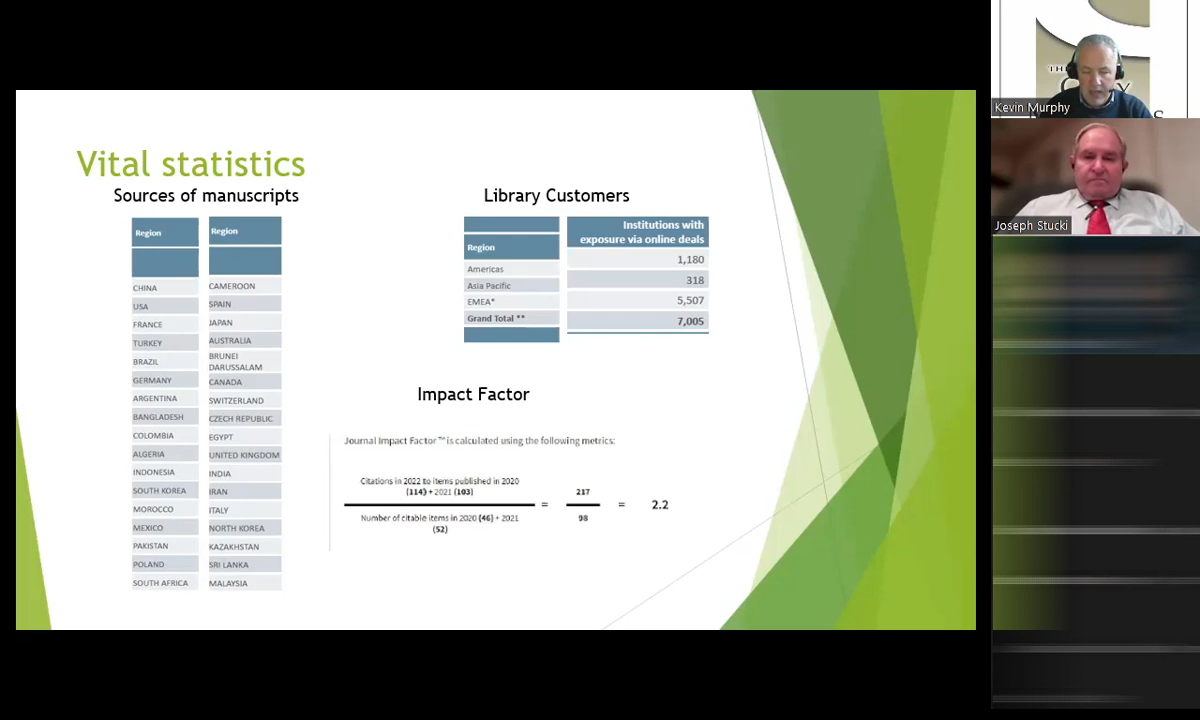 Vital statistics
Sources of manuscripts
Region
CHINA
USA
FRANCE
TURKEY
BRAZIL
GERMANY
ARGENTINA
BANGLADESH
COLOMBIA
ALGERIA
INDONESIA
SOUTH KOREA
MOROCCO
MEXICO
PAKISTAN
POLAND
SOUTH AFRICA
Region
CAMEROON
SPAIN
JAPAN
AUSTRALIA
BRUNEI
DARUSSALAM
CANADA
SWITZERLAND
CZECH REPUBLIC
EGYPT
UNITED KINGDOM
INDIA
IRAN
ITALY
NORTH KOREA
KAZAKHSTAN
SRI LANKA
MALAYSIA
Library Customers
Region
Americas
Asia Pacific
EMEA*
Grand Total **
Institutions with
exposure via online deals
1,180
318
5,507
7,005
Impact Factor
Journal Impact Factor™ is calculated using the following metrics:
Citations in 2022 to items published in 2020
(114) + 2021 (103)
Number of citable items in 2020 (46) + 2021
(52)
=
217
98
=
2.2
Kevin Murphy
Joseph Stucki